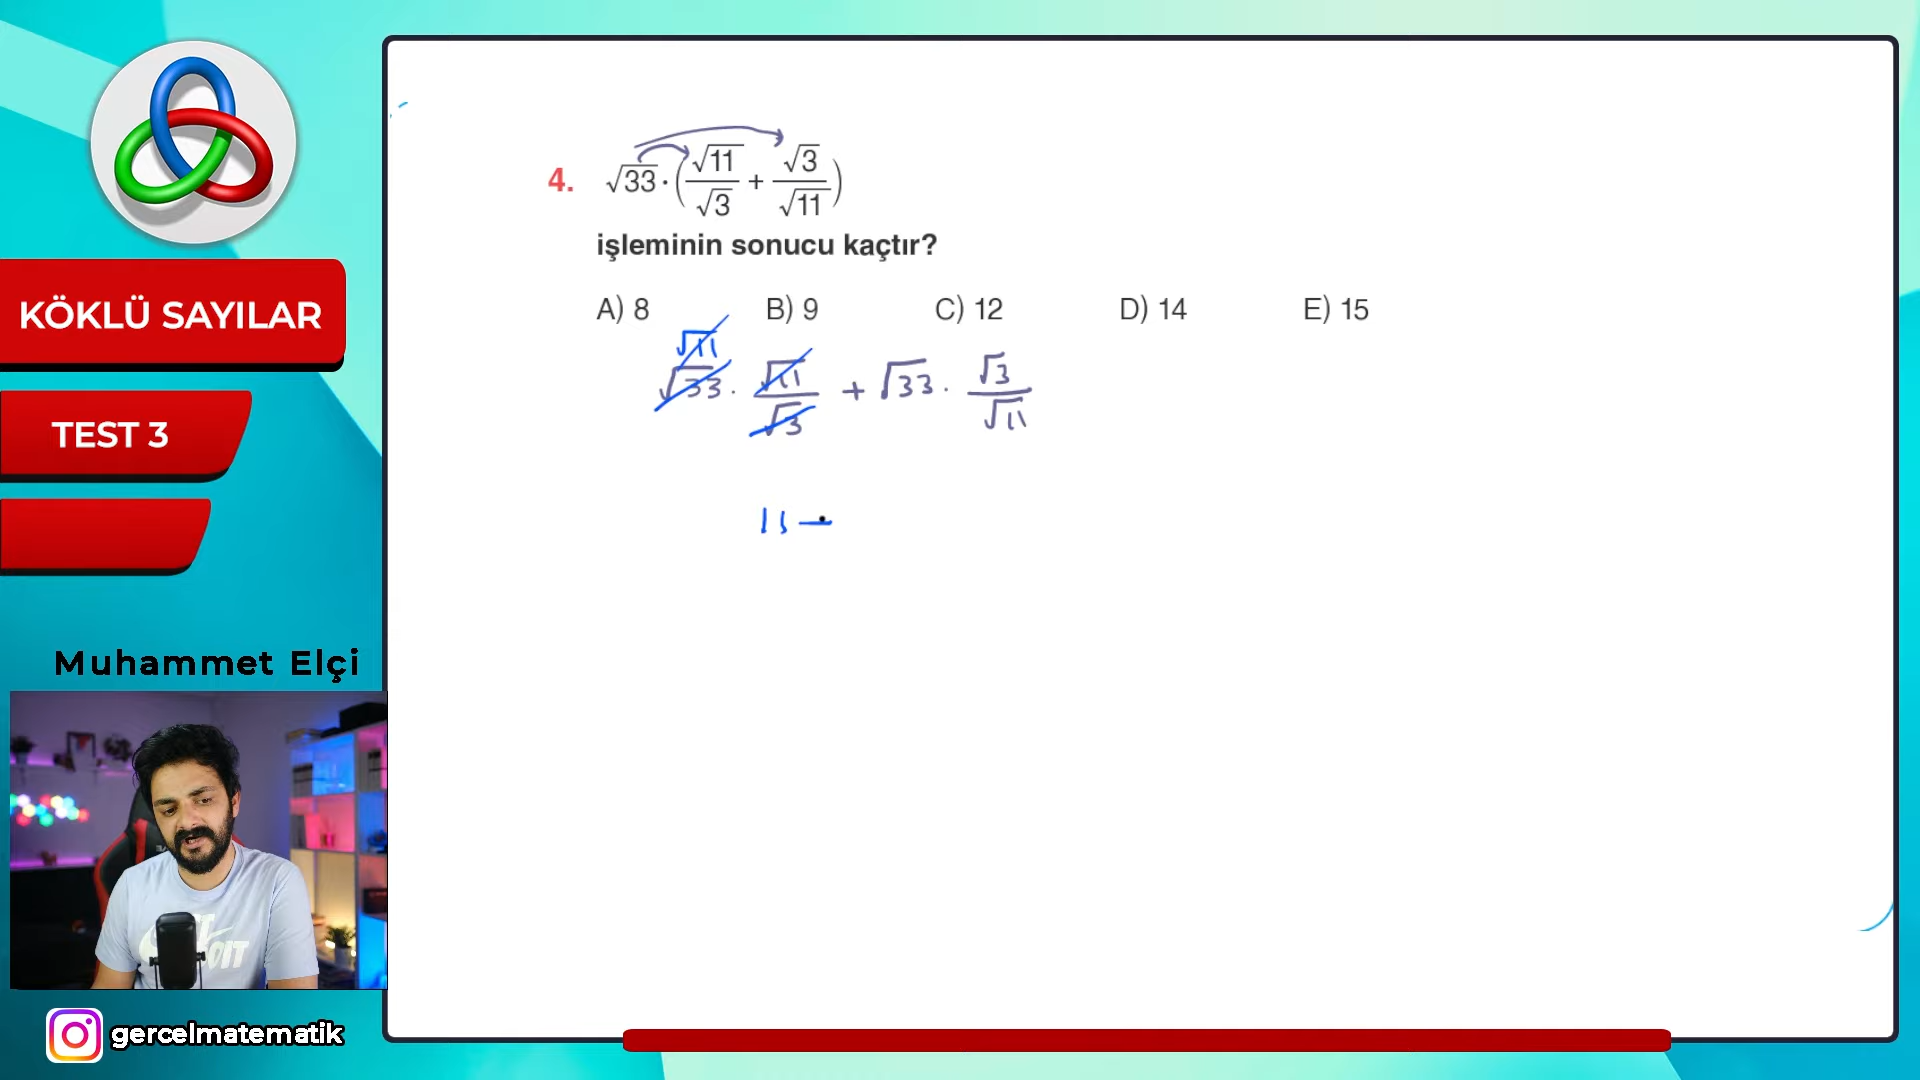 KÖKLÜ SAYILAR
TEST 3
Muhammet Elçi
gercelmatematik
4. √33 · (√11/√3 + √3/√11)
işleminin sonucu kaçtır?
A) 8 B) 9 C) 12 D) 14 E) 15
√11
√33 · √11/√3 + √33 · √3/√11
11 –